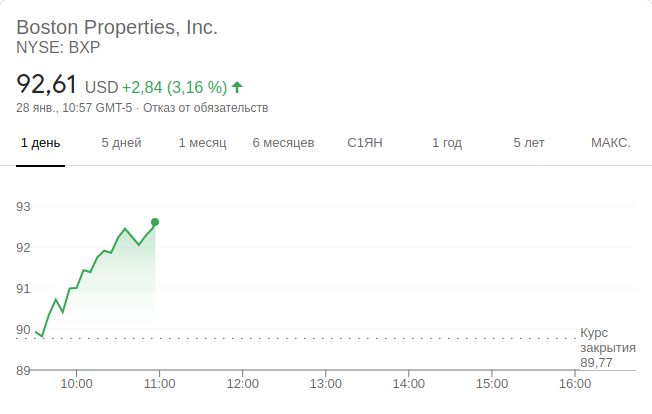 Boston Properties, Inc.
NYSE: BXP
92,61 USD +2,84 (3,16 %)
28 янв., 10:57 GMT-5 · Отказ от обязательств
1 день 5 дней 1 месяц 6 месяцев С1ЯН 1 год 5 лет МАКС.
93
92
91
90
Курс
закрытия
89,77
89
10:00 11:00 12:00 13:00 14:00 15:00 16:00